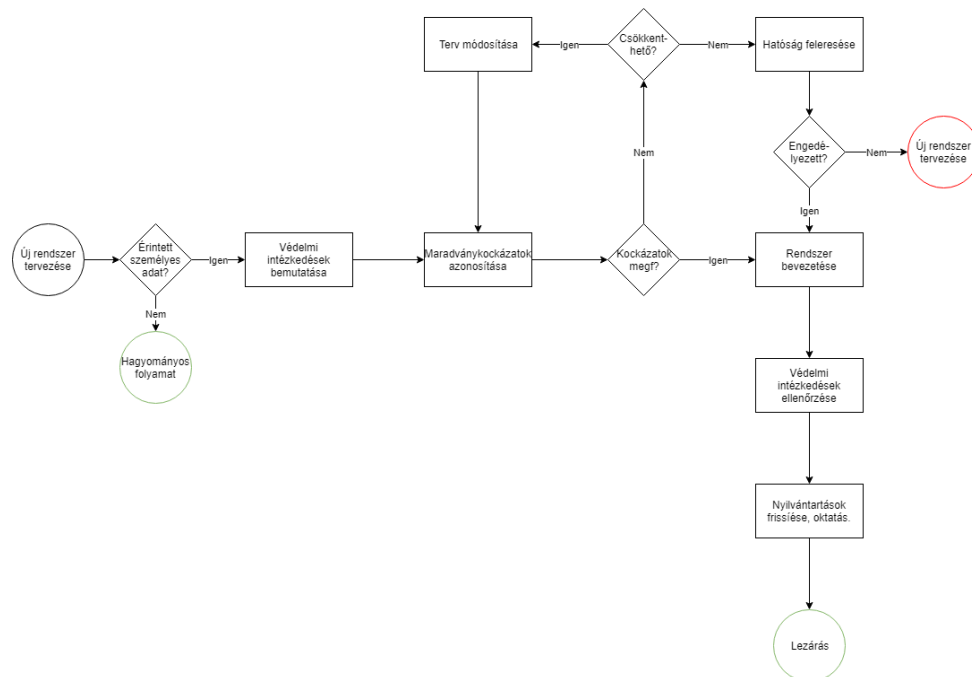 Terv módosítása
Igen
Csökkent-
hető?
Nem
Hatóság feleresése
Nem
Engedé-
lyezett?
Nem
Új rendszer
tervezése
Igen
Új rendszer
tervezése
Érintett
személyes
adat?
Igen
Védelmi
intézkedések
bemutatása
Maradványkockázatok
azonosítása
Kockázatok
megf?
Igen
Rendszer
bevezetése
Nem
Hagyományos
folyamat
Védelmi
intézkedések
ellenőrzése
Nyilvántartások
frissíése, oktatás.
Lezárás